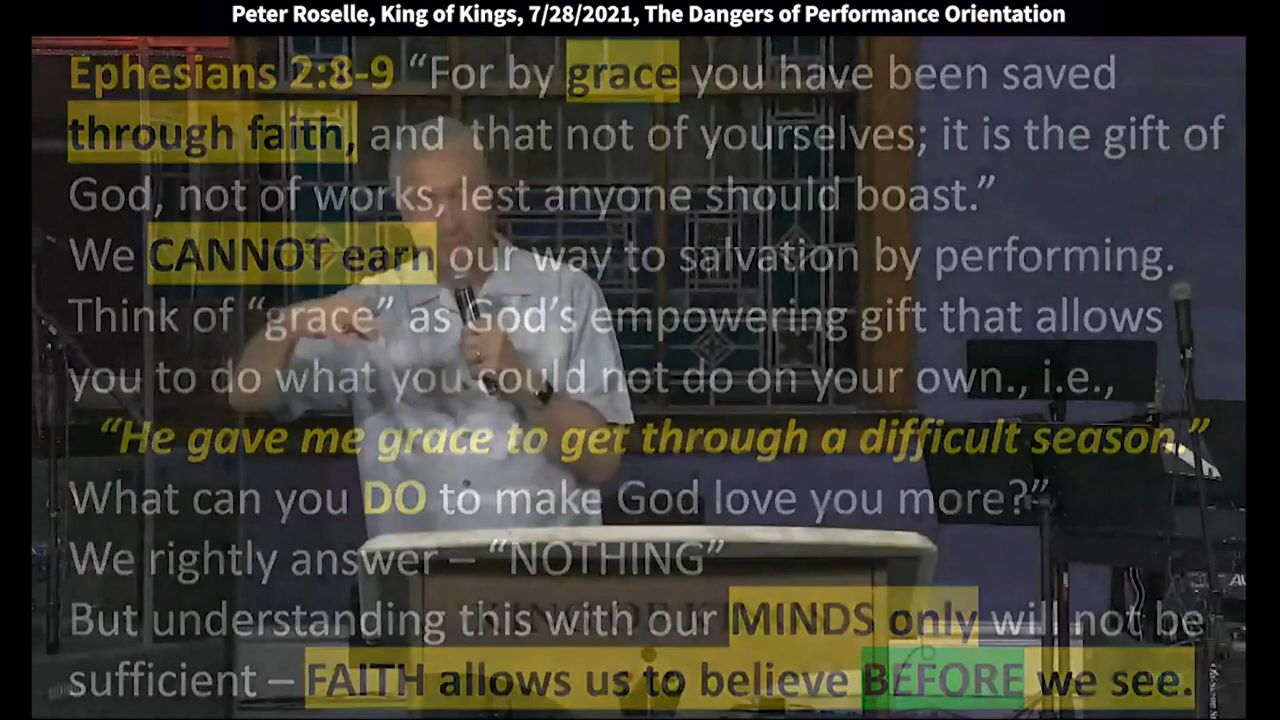 Peter Roselle, King of Kings, 7/28/2021, The Dangers of Performance Orientation
Ephesians 2:8-9 “For by grace you have been saved
through faith, and that not of yourselves; it is the gift of
God, not of works, lest anyone should boast.”
We CANNOT earn our way to salvation by performing.
Think of “grace” as God’s empowering gift that allows
you to do what you could not do on your own., i.e.,
“He gave me grace to get through a difficult season.”
What can you DO to make God love you more?”
We rightly answer – “NOTHING”
But understanding this with our MINDS only will not be
sufficient – FAITH allows us to believe BEFORE we see.